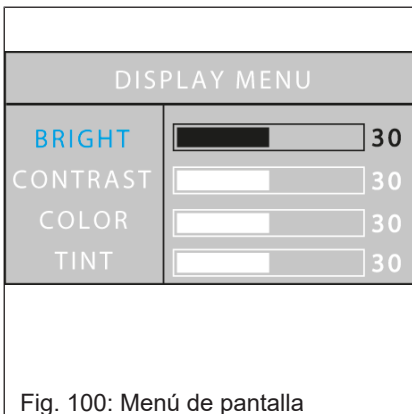 DISPLAY MENU
BRIGHT 30
CONTRAST 30
COLOR 30
TINT 30
Fig. 100: Menú de pantalla